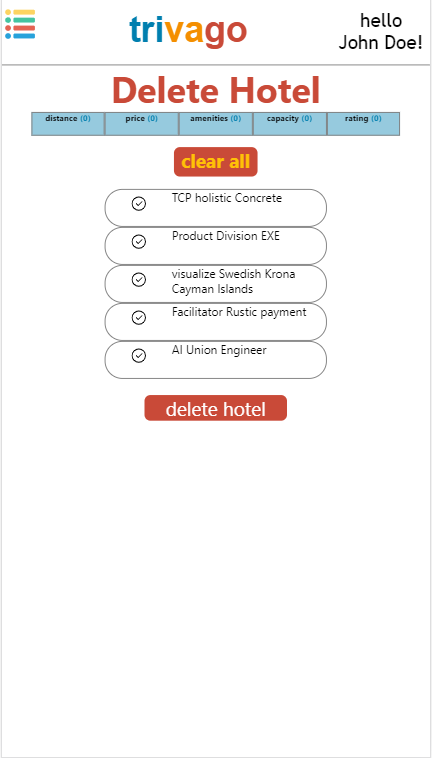 trivago
hello
John Doe!
Delete Hotel
distance (0) price (0) amenities (0) capacity (0) rating (0)
clear all
TCP holistic Concrete
Product Division EXE
visualize Swedish Krona
Cayman Islands
Facilitator Rustic payment
AI Union Engineer
delete hotel